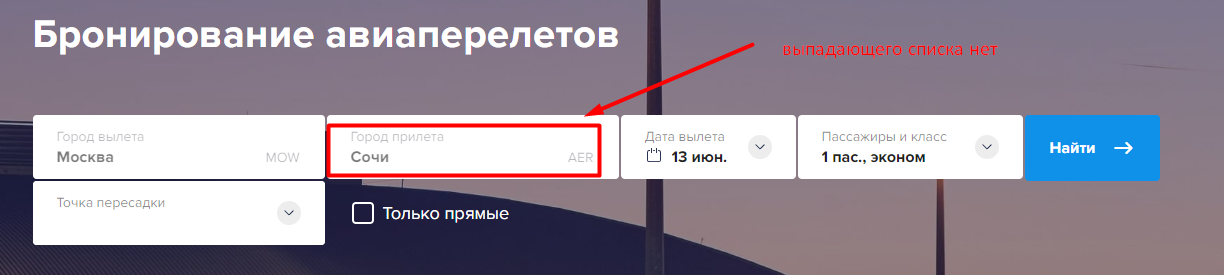 Бронирование авиаперелетов
выпадающего списка нет
Город вылета
Москва MOW
Город прилета
Сочи AER
Дата вылета
13 июн.
Пассажиры и класс
1 пас., эконом
Найти
Точка пересадки
Только прямые